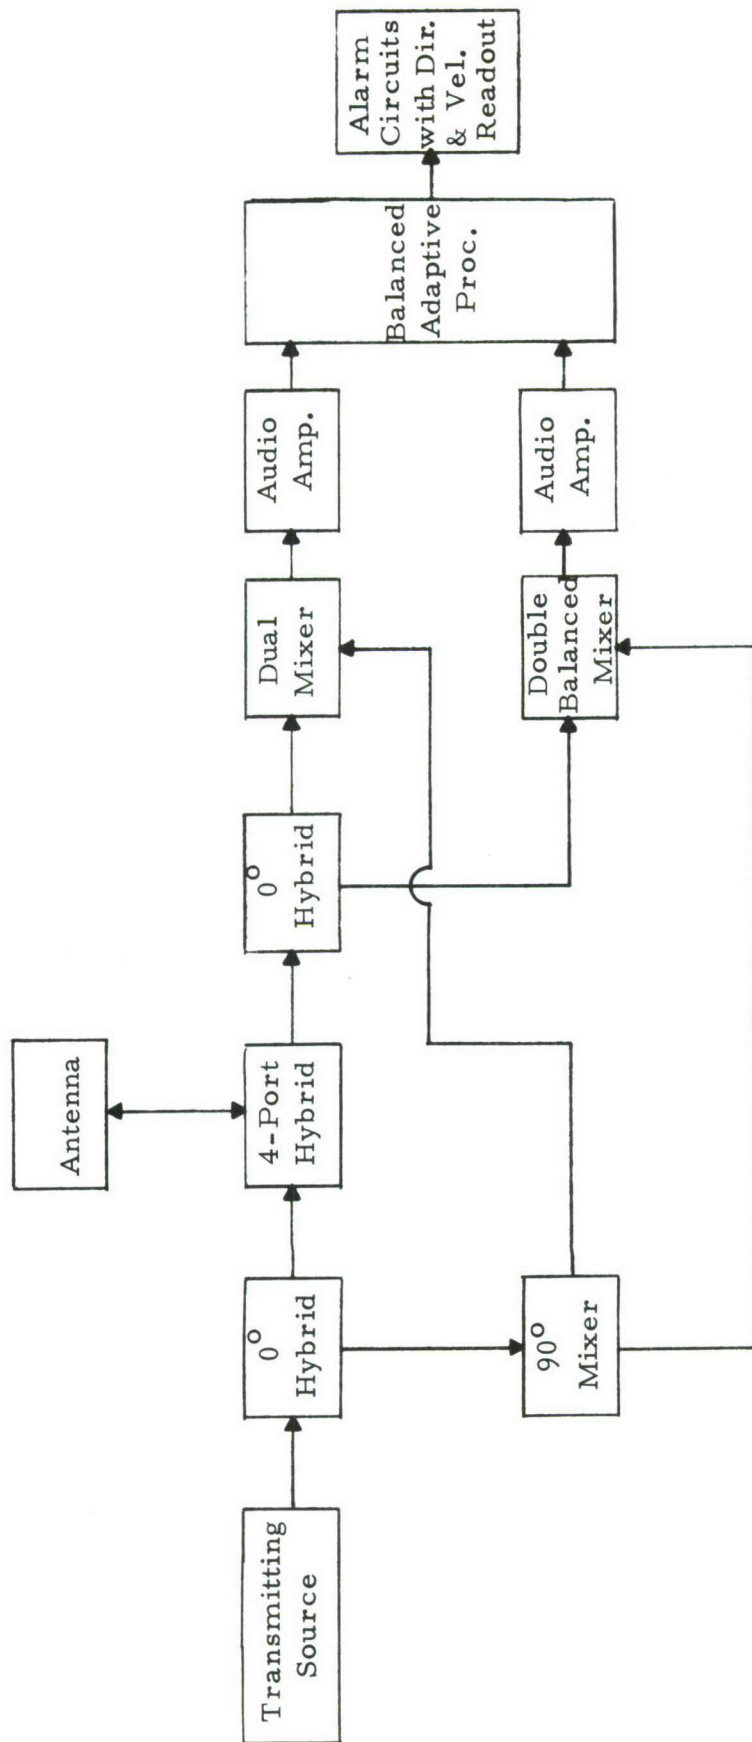 Antenna
Transmitting
Source
0°
Hybrid
4-Port
Hybrid
0°
Hybrid
Dual
Mixer
Audio
Amp.
Balanced
Adaptive
Proc.
Alarm
Circuits
with Dir.
& Vel.
Readout
90°
Mixer
Double
Balanced
Mixer
Audio
Amp.